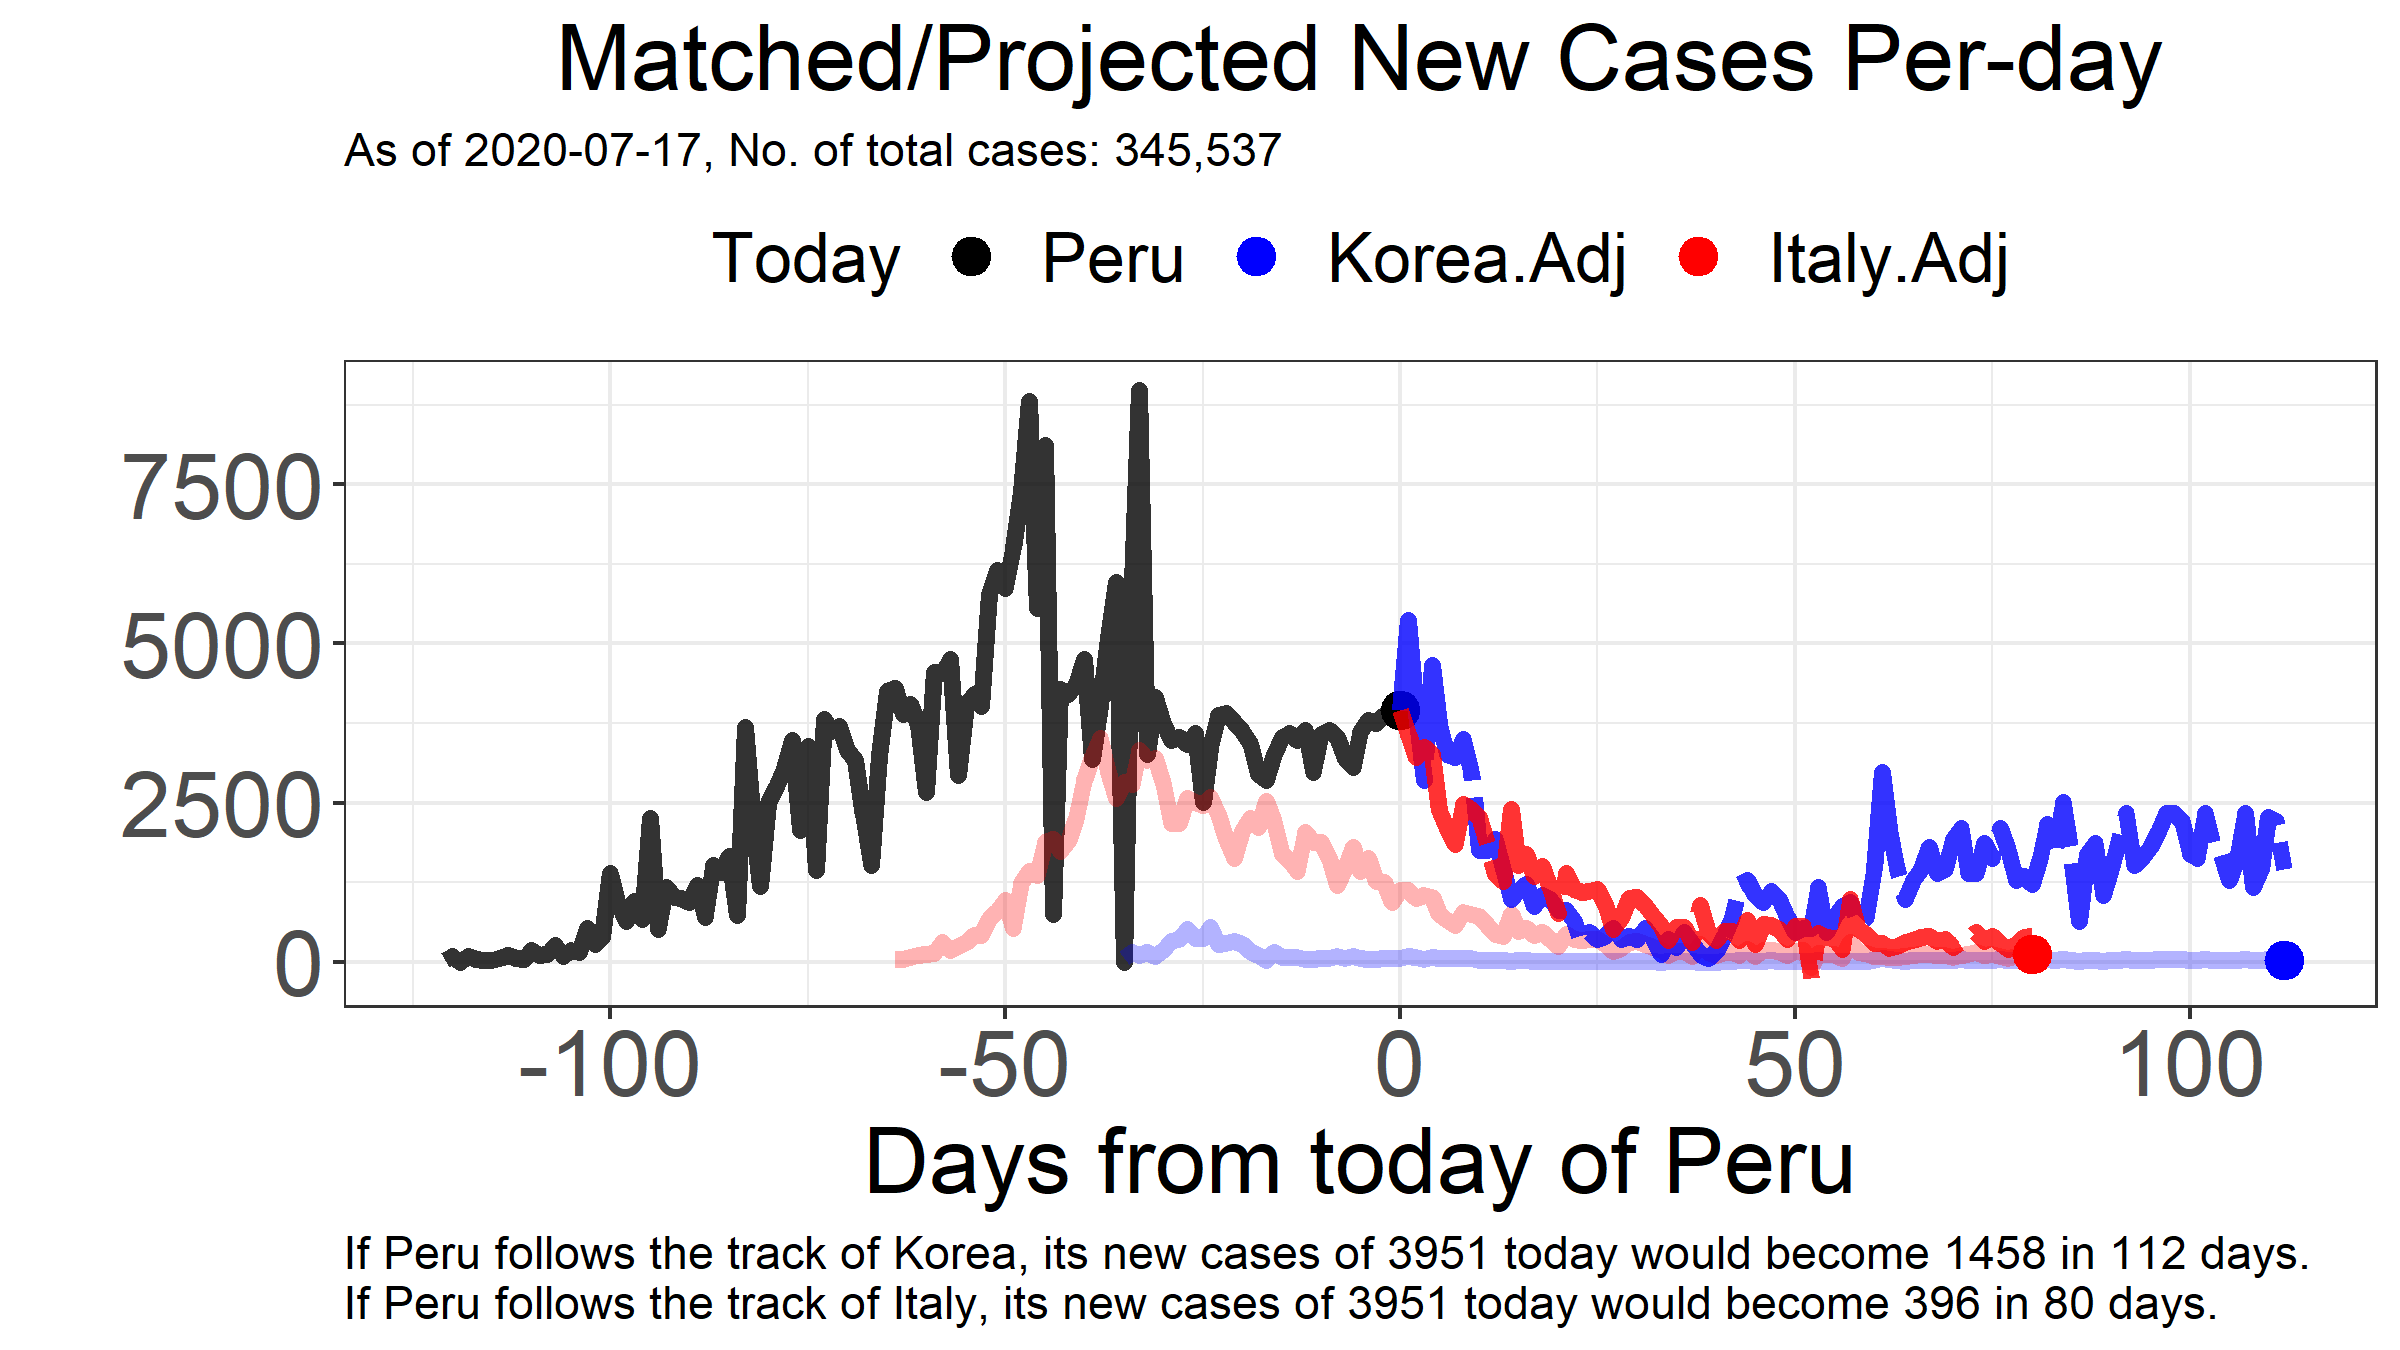 Matched/Projected New Cases Per-day
As of 2020-07-17, No. of total cases: 345,537
Today Peru Korea.Adj Italy.Adj
7500
5000
2500
0
-100 -50 0 50 100
Days from today of Peru
If Peru follows the track of Korea, its new cases of 3951 today would become 1458 in 112 days.
If Peru follows the track of Italy, its new cases of 3951 today would become 396 in 80 days.